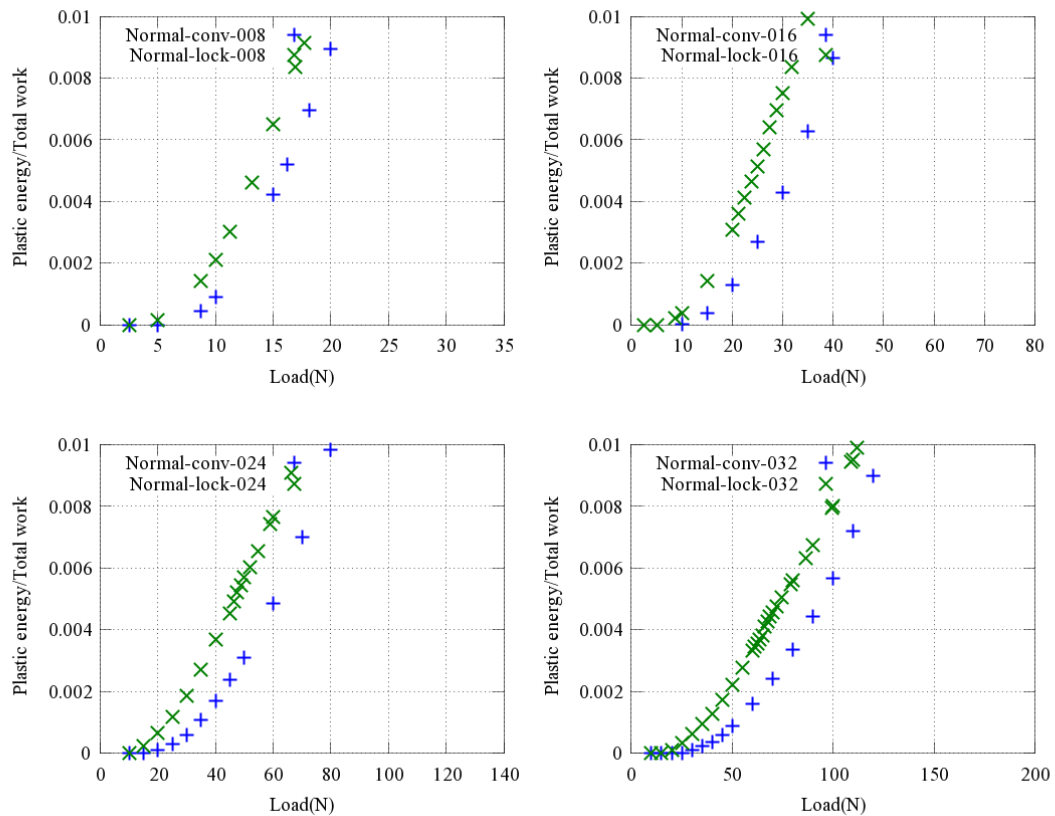 0.01
0.008
0.006
0.004
0.002
0
Plastic energy/Total work
Normal-conv-008
Normal-lock-008
0 5 10 15 20 25 30 35
Load(N)
0.01
0.008
0.006
0.004
0.002
0
Plastic energy/Total work
Normal-conv-016
Normal-lock-016
0 10 20 30 40 50 60 70 80
Load(N)
0.01
0.008
0.006
0.004
0.002
0
Plastic energy/Total work
Normal-conv-024
Normal-lock-024
0 20 40 60 80 100 120 140
Load(N)
0.01
0.008
0.006
0.004
0.002
0
Plastic energy/Total work
Normal-conv-032
Normal-lock-032
0 50 100 150 200
Load(N)